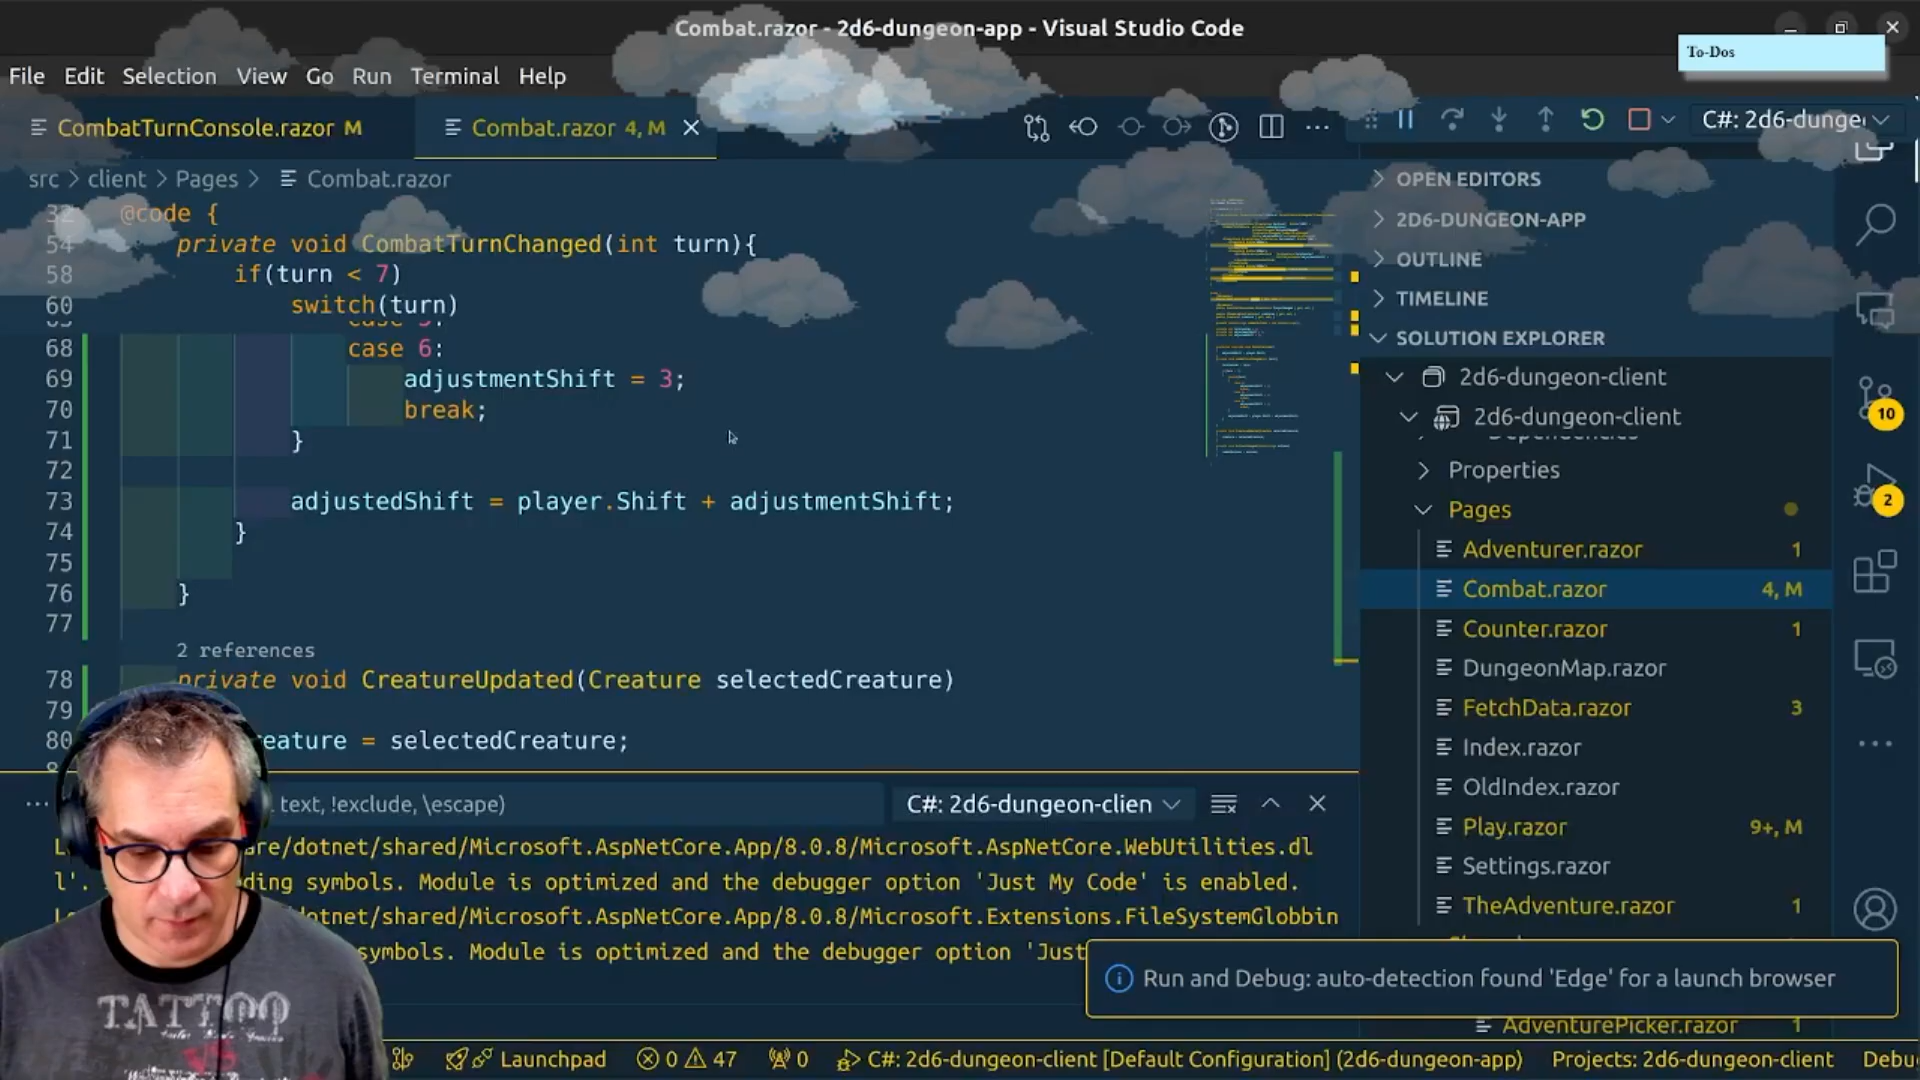 Combat.razor - 2d6-dungeon-app - Visual Studio Code
To-Dos
File Edit Selection View Go Run Terminal Help
CombatTurnConsole.razor M
Combat.razor 4, M
C#: 2d6-dunge
src > client > Pages > Combat.razor
32 @code {
54 private void CombatTurnChanged(int turn){
58 if(turn < 7)
60 switch(turn)
68 case 6:
69 adjustmentShift = 3;
70 break;
71 }
72
73 adjustedShift = player.Shift + adjustmentShift;
74 }
75
76 }
77
2 references
78 private void CreatureUpdated(Creature selectedCreature)
79
80 eature = selectedCreature;
text, !exclude, \escape)
C#: 2d6-dungeon-clien
are/dotnet/shared/Microsoft.AspNetCore.App/8.0.8/Microsoft.AspNetCore.WebUtilities.dl
l'. ding symbols. Module is optimized and the debugger option 'Just My Code' is enabled.
dotnet/shared/Microsoft.AspNetCore.App/8.0.8/Microsoft.Extensions.FileSystemGlobbin
symbols. Module is optimized and the debugger option 'Just
OPEN EDITORS
2D6-DUNGEON-APP
OUTLINE
TIMELINE
SOLUTION EXPLORER
2d6-dungeon-client
2d6-dungeon-client
Dependencies
Properties
Pages
Adventurer.razor 1
Combat.razor 4, M
Counter.razor 1
DungeonMap.razor
FetchData.razor 3
Index.razor
OldIndex.razor
Play.razor 9+, M
Settings.razor
TheAdventure.razor 1
AdventurePicker.razor 1
10
2
Run and Debug: auto-detection found 'Edge' for a launch browser
TATTOO
Launchpad 0 47 0 C#: 2d6-dungeon-client [Default Configuration] (2d6-dungeon-app) Projects: 2d6-dungeon-client Debu